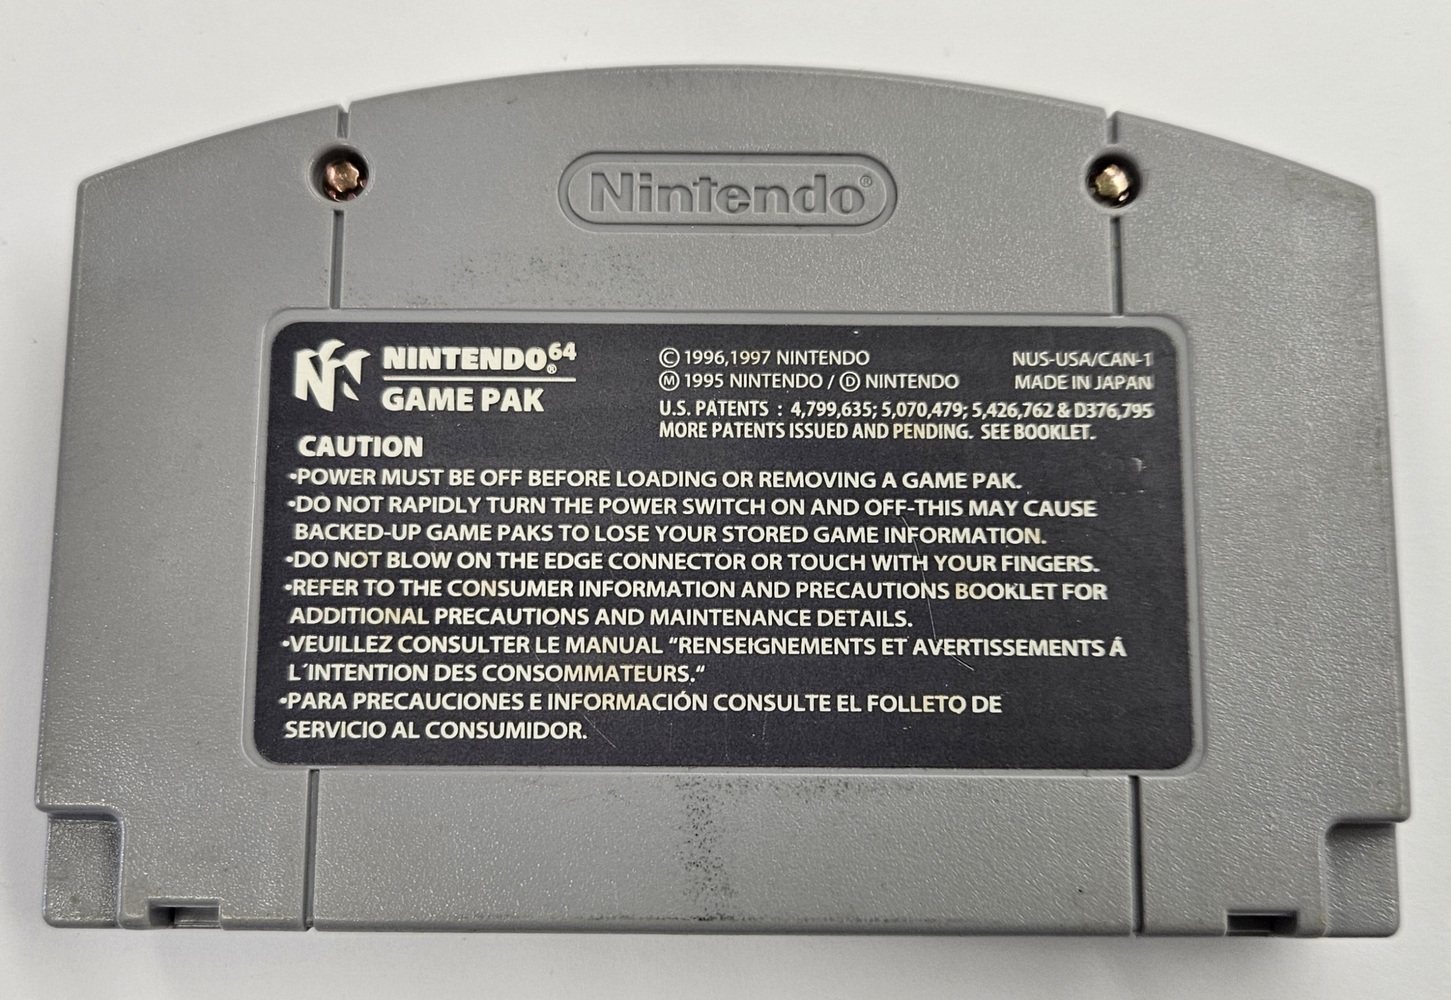 Nintendo®
NINTENDO®64
GAME PAK
© 1996,1997 NINTENDO
Ⓜ 1995 NINTENDO / Ⓓ NINTENDO
NUS-USA/CAN-1
MADE IN JAPAN
U.S. PATENTS : 4,799,635; 5,070,479; 5,426,762 & D376,795
MORE PATENTS ISSUED AND PENDING. SEE BOOKLET.
CAUTION
•POWER MUST BE OFF BEFORE LOADING OR REMOVING A GAME PAK.
•DO NOT RAPIDLY TURN THE POWER SWITCH ON AND OFF-THIS MAY CAUSE
BACKED-UP GAME PAKS TO LOSE YOUR STORED GAME INFORMATION.
•DO NOT BLOW ON THE EDGE CONNECTOR OR TOUCH WITH YOUR FINGERS.
•REFER TO THE CONSUMER INFORMATION AND PRECAUTIONS BOOKLET FOR
ADDITIONAL PRECAUTIONS AND MAINTENANCE DETAILS.
•VEUILLEZ CONSULTER LE MANUAL “RENSEIGNEMENTS ET AVERTISSEMENTS Á
L´INTENTION DES CONSOMMATEURS.“
•PARA PRECAUCIONES E INFORMACIÓN CONSULTE EL FOLLETO DE
SERVICIO AL CONSUMIDOR.